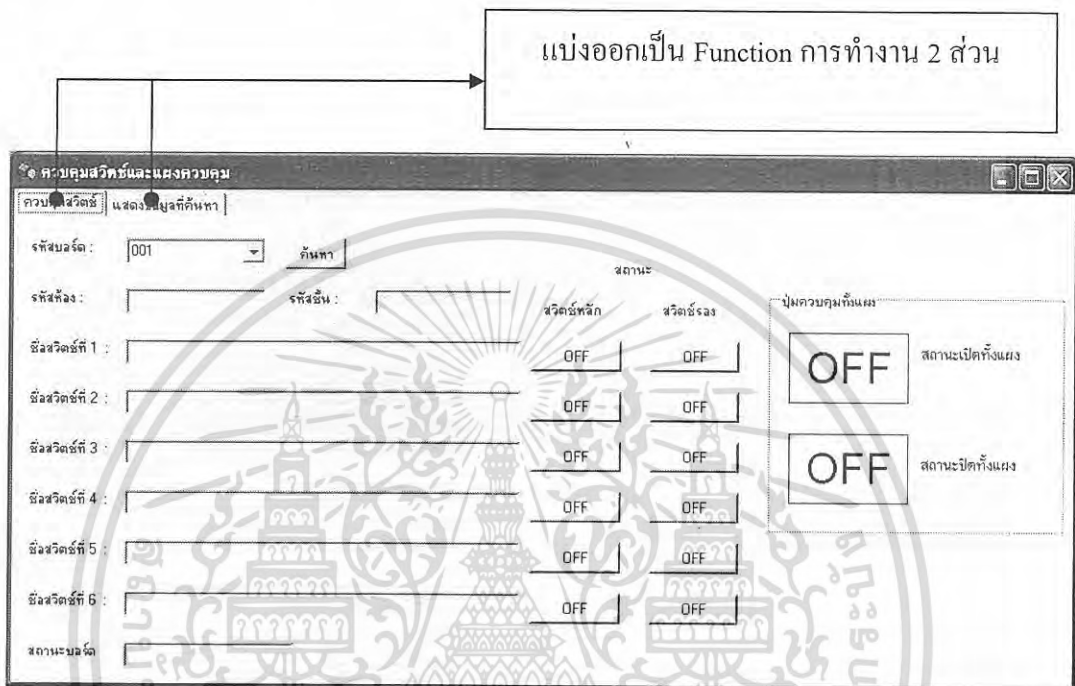 แบ่งออกเป็น Function การทำงาน 2 ส่วน
ควบคุมสวิตช์และแผงควบคุม
ควบคุมสวิตช์ แสดงข้อมูลที่ค้นหา
รหัสบอร์ด : 001 ค้นหา
สถานะ
รหัสห้อง : รหัสชั้น : สวิตช์หลัก สวิตช์รอง ปุ่มควบคุมทั้งแผง
ชื่อสวิตช์ที่ 1 : OFF OFF OFF สถานะเปิดทั้งแผง
ชื่อสวิตช์ที่ 2 : OFF OFF
ชื่อสวิตช์ที่ 3 : OFF OFF OFF สถานะปิดทั้งแผง
ชื่อสวิตช์ที่ 4 : OFF OFF
ชื่อสวิตช์ที่ 5 : OFF OFF
ชื่อสวิตช์ที่ 6 : OFF OFF
สถานะบอร์ด